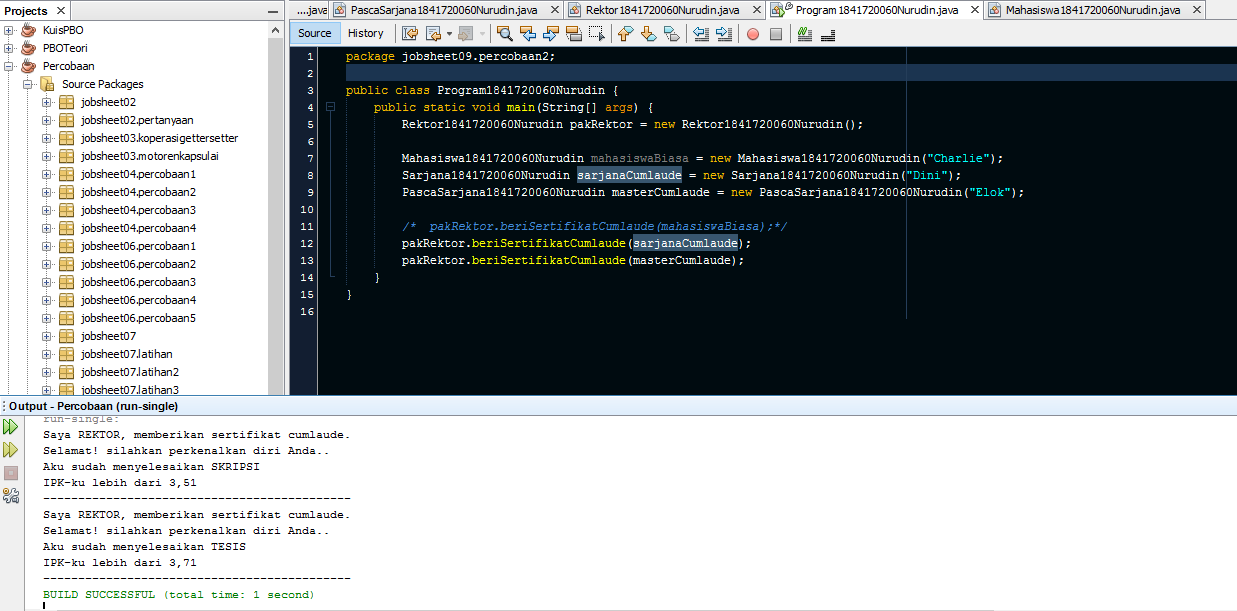 Projects
KuisPBO
PBOTeori
Percobaan
Source Packages
jobsheet02
jobsheet02.pertanyaan
jobsheet03.koperasigettersetter
jobsheet03.motorenkapsulai
jobsheet04.percobaan1
jobsheet04.percobaan2
jobsheet04.percobaan3
jobsheet04.percobaan4
jobsheet06.percobaan1
jobsheet06.percobaan2
jobsheet06.percobaan3
jobsheet06.percobaan4
jobsheet06.percobaan5
jobsheet07
jobsheet07.latihan
jobsheet07.latihan2
jobsheet07.latihan3
....java PascaSarjana1841720060Nurudin.java Rektor1841720060Nurudin.java Program1841720060Nurudin.java Mahasiswa1841720060Nurudin.java
Source History
1 package jobsheet09.percobaan2;
2
3 public class Program1841720060Nurudin {
4 public static void main(String[] args) {
5 Rektor1841720060Nurudin pakRektor = new Rektor1841720060Nurudin();
6
7 Mahasiswa1841720060Nurudin mahasiswaBiasa = new Mahasiswa1841720060Nurudin("Charlie");
8 Sarjana1841720060Nurudin sarjanaCumlaude = new Sarjana1841720060Nurudin("Dini");
9 PascaSarjana1841720060Nurudin masterCumlaude = new PascaSarjana1841720060Nurudin("Elok");
10
11 /* pakRektor.beriSertifikatCumlaude(mahasiswaBiasa);*/
12 pakRektor.beriSertifikatCumlaude(sarjanaCumlaude);
13 pakRektor.beriSertifikatCumlaude(masterCumlaude);
14 }
15 }
16
Output - Percobaan (run-single)
run-single:
Saya REKTOR, memberikan sertifikat cumlaude.
Selamat! silahkan perkenalkan diri Anda..
Aku sudah menyelesaikan SKRIPSI
IPK-ku lebih dari 3,51
--------------------------------------------
Saya REKTOR, memberikan sertifikat cumlaude.
Selamat! silahkan perkenalkan diri Anda..
Aku sudah menyelesaikan TESIS
IPK-ku lebih dari 3,71
--------------------------------------------
BUILD SUCCESSFUL (total time: 1 second)